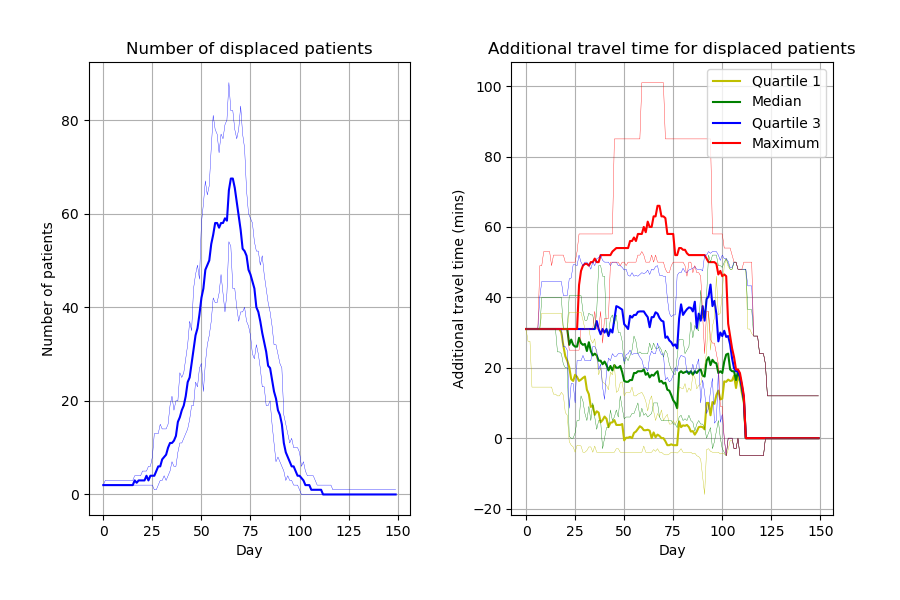 Number of displaced patients
Number of patients
80
60
40
20
0
0 25 50 75 100 125 150
Day
Additional travel time for displaced patients
Additional travel time (mins)
100
80
60
40
20
0
−20
Quartile 1
Median
Quartile 3
Maximum
0 25 50 75 100 125 150
Day